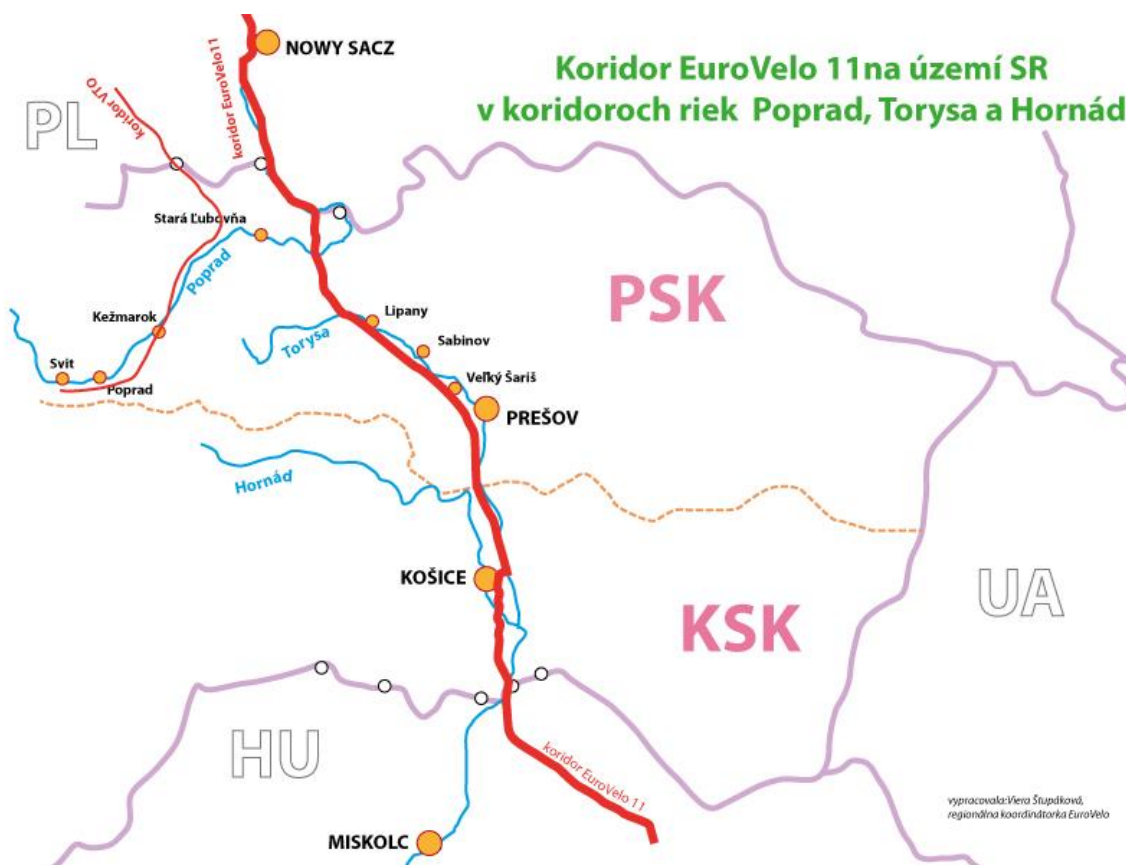 Koridor EuroVelo 11na území SR
v koridoroch riek Poprad, Torysa a Hornád
NOWY SACZ
koridor EuroVelo11
koridor VTO
PL
Stará Ľubovňa
Poprad
Kežmarok
Svit
Poprad
Lipany
Torysa
Sabinov
Veľký Šariš
PREŠOV
PSK
Hornád
KOŠICE
KSK
UA
HU
koridor EuroVelo 11
MISKOLC
vypracovala:Viera Štupáková,
regionálna koordinátorka EuroVelo